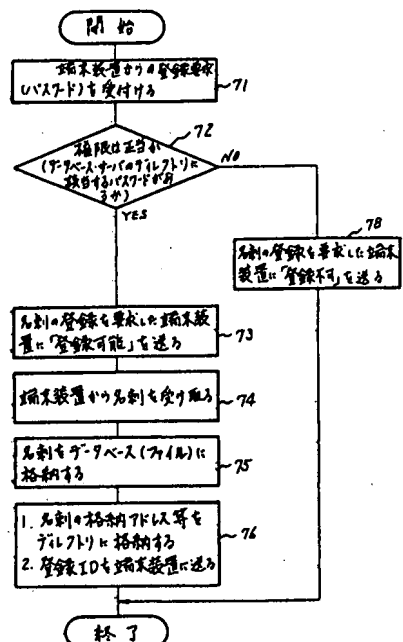 開始
端末装置からの登録要求
(パスワード)を受付ける
71
72
権限は正当か
(データベース・サーバのディレクトリに
該当するパスワードがあ
るか)
NO
YES
78
名刺の登録を要求した端末
装置に「登録不可」を送る
名刺の登録を要求した端末装
置に「登録可能」を送る
73
端末装置から名刺を受け取る
74
名刺をデータベース(ファイル)に
格納する
75
1. 名刺の格納アドレス等を
ディレクトリに格納する
2. 登録IDを端末装置に送る
76
終了